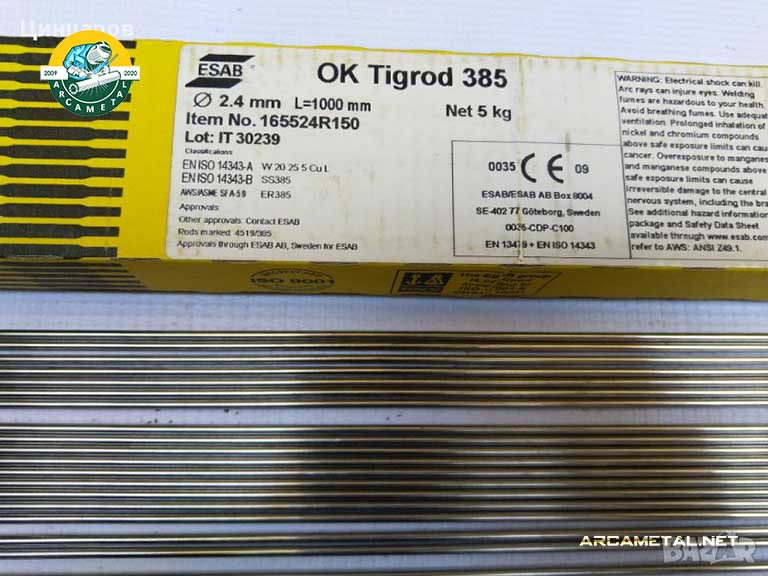 Цинцаров
2009
2020
ARCAMETAL
ESAB
OK Tigrod 385
Ø 2.4 mm L=1000 mm
Net 5 kg
Item No. 165524R150
Lot: IT 30239
Classifications
EN ISO 14343-A W 20 25 5 Cu L
EN ISO 14343-B SS385
AWS/ASME SFA-5.9 ER385
Approvals
Other approvals: Contact ESAB
Rods marked: 4519/385
Approvals through ESAB AB, Sweden for ESAB
0035 CE 09
ESAB/ESAB AB Box 8004
SE-402 77 Göteborg, Sweden
0035-CDP-C100
EN 13479 + EN ISO 14343
WARNING: Electrical shock can kill.
Arc rays can injure eyes. Welding
fumes are hazardous to your health.
Avoid breathing fumes. Use adequate
ventilation. Prolonged inhalation of
nickel and chromium compounds
above safe exposure limits can cau
cancer. Overexposure to manganes
and manganese compounds above
safe exposure limits can cause
irreversible damage to the central
nervous system, including the bra
See additional hazard information
package and Safety Data Sheet
available through www.esab.com
refer to AWS: ANSI Z49.1.
ISO 9001
ARCAMETAL.NET
BAZAR